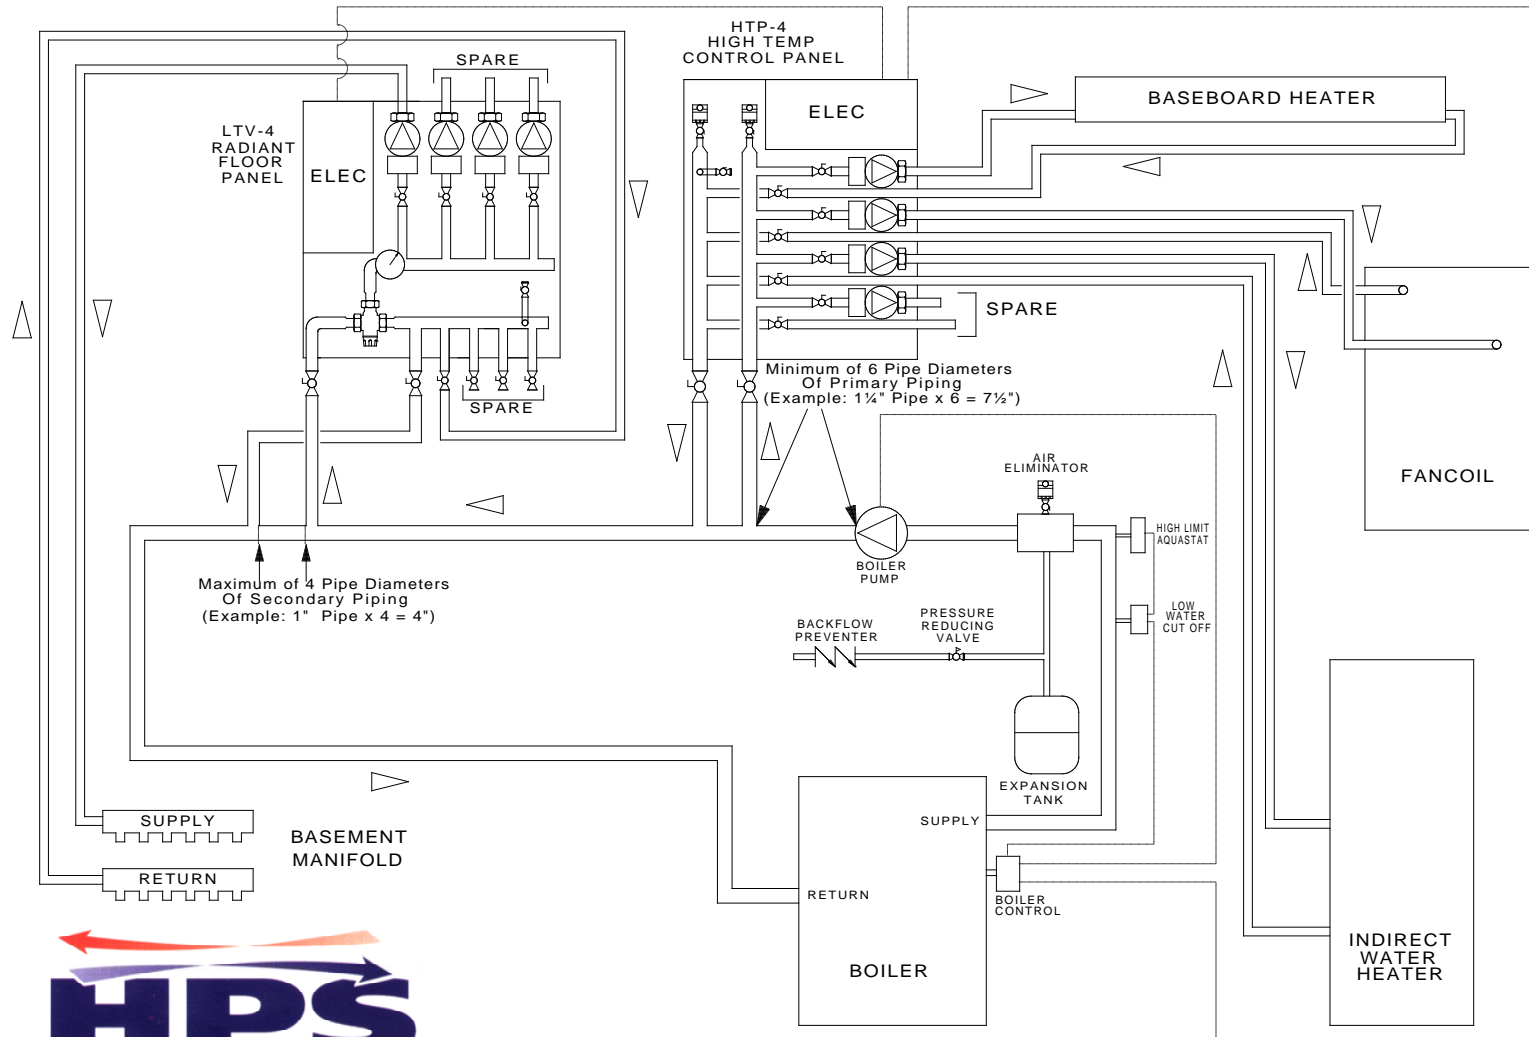 HTP-4
HIGH TEMP
CONTROL PANEL
SPARE
ELEC
BASEBOARD HEATER
LTV-4
RADIANT
FLOOR
PANEL
ELEC
SPARE
Minimum of 6 Pipe Diameters
Of Primary Piping
(Example: 1¼" Pipe x 6 = 7½")
SPARE
AIR
ELIMINATOR
FANCOIL
HIGH LIMIT
AQUASTAT
BOILER
PUMP
Maximum of 4 Pipe Diameters
Of Secondary Piping
(Example: 1" Pipe x 4 = 4")
BACKFLOW
PREVENTER
PRESSURE
REDUCING
VALVE
LOW
WATER
CUT OFF
EXPANSION
TANK
SUPPLY
BASEMENT
MANIFOLD
RETURN
SUPPLY
RETURN
BOILER
CONTROL
BOILER
INDIRECT
WATER
HEATER
HPS